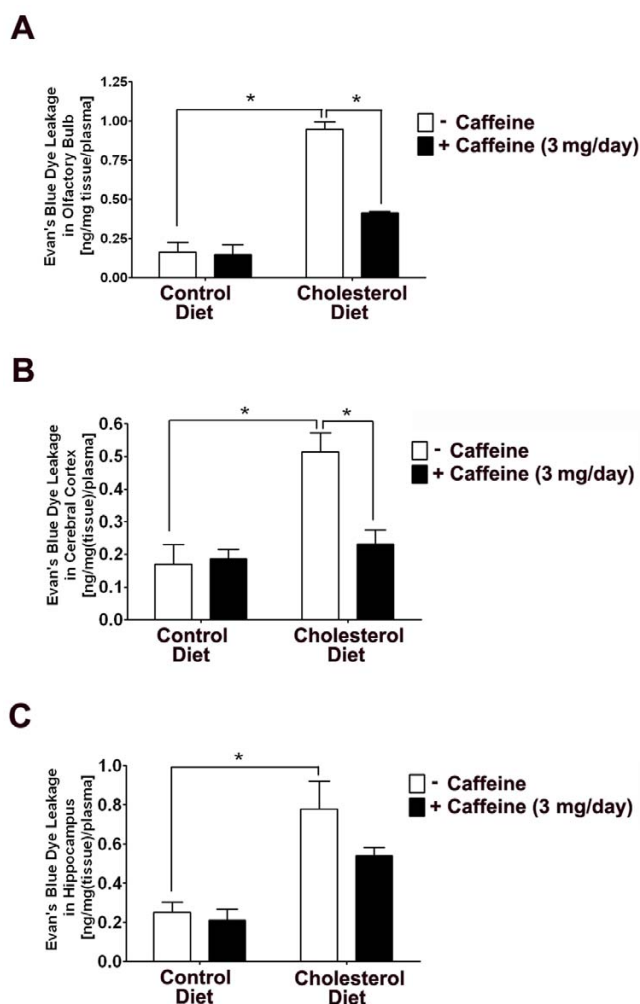 A
Evan's Blue Dye Leakage
in Olfactory Bulb
[ng/mg tissue/plasma]
1.25
1.00
0.75
0.50
0.25
0.00
*
*
- Caffeine
+ Caffeine (3 mg/day)
Control
Diet
Cholesterol
Diet
B
Evan's Blue Dye Leakage
in Cerebral Cortex
[ng/mg(tissue)/plasma]
0.6
0.5
0.4
0.3
0.2
0.1
0.0
*
*
- Caffeine
+ Caffeine (3 mg/day)
Control
Diet
Cholesterol
Diet
C
Evan's Blue Dye Leakage
in Hippocampus
[ng/mg(tissue)/plasma]
1.0
0.8
0.6
0.4
0.2
0.0
*
- Caffeine
+ Caffeine (3 mg/day)
Control
Diet
Cholesterol
Diet